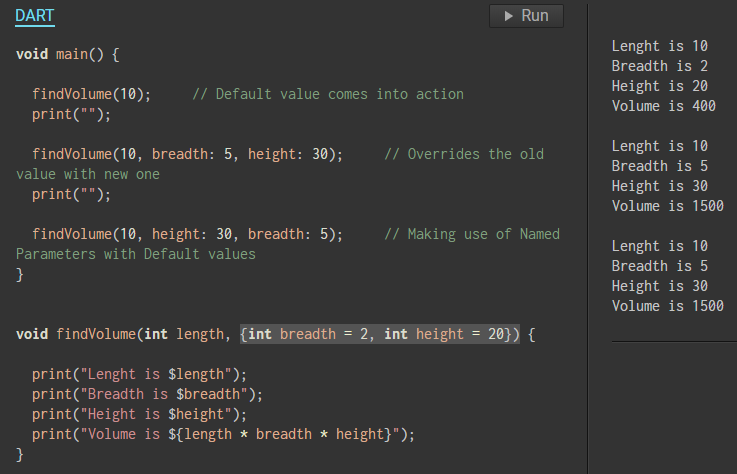 DART
Run
void main() {
findVolume(10);     // Default value comes into action
print("");
findVolume(10, breadth: 5, height: 30);     // Overrides the old
value with new one
print("");
findVolume(10, height: 30, breadth: 5);     // Making use of Named
Parameters with Default values
}
void findVolume(int length, {int breadth = 2, int height = 20}) {
print("Lenght is $length");
print("Breadth is $breadth");
print("Height is $height");
print("Volume is ${length * breadth * height}");
}
Lenght is 10
Breadth is 2
Height is 20
Volume is 400
Lenght is 10
Breadth is 5
Height is 30
Volume is 1500
Lenght is 10
Breadth is 5
Height is 30
Volume is 1500